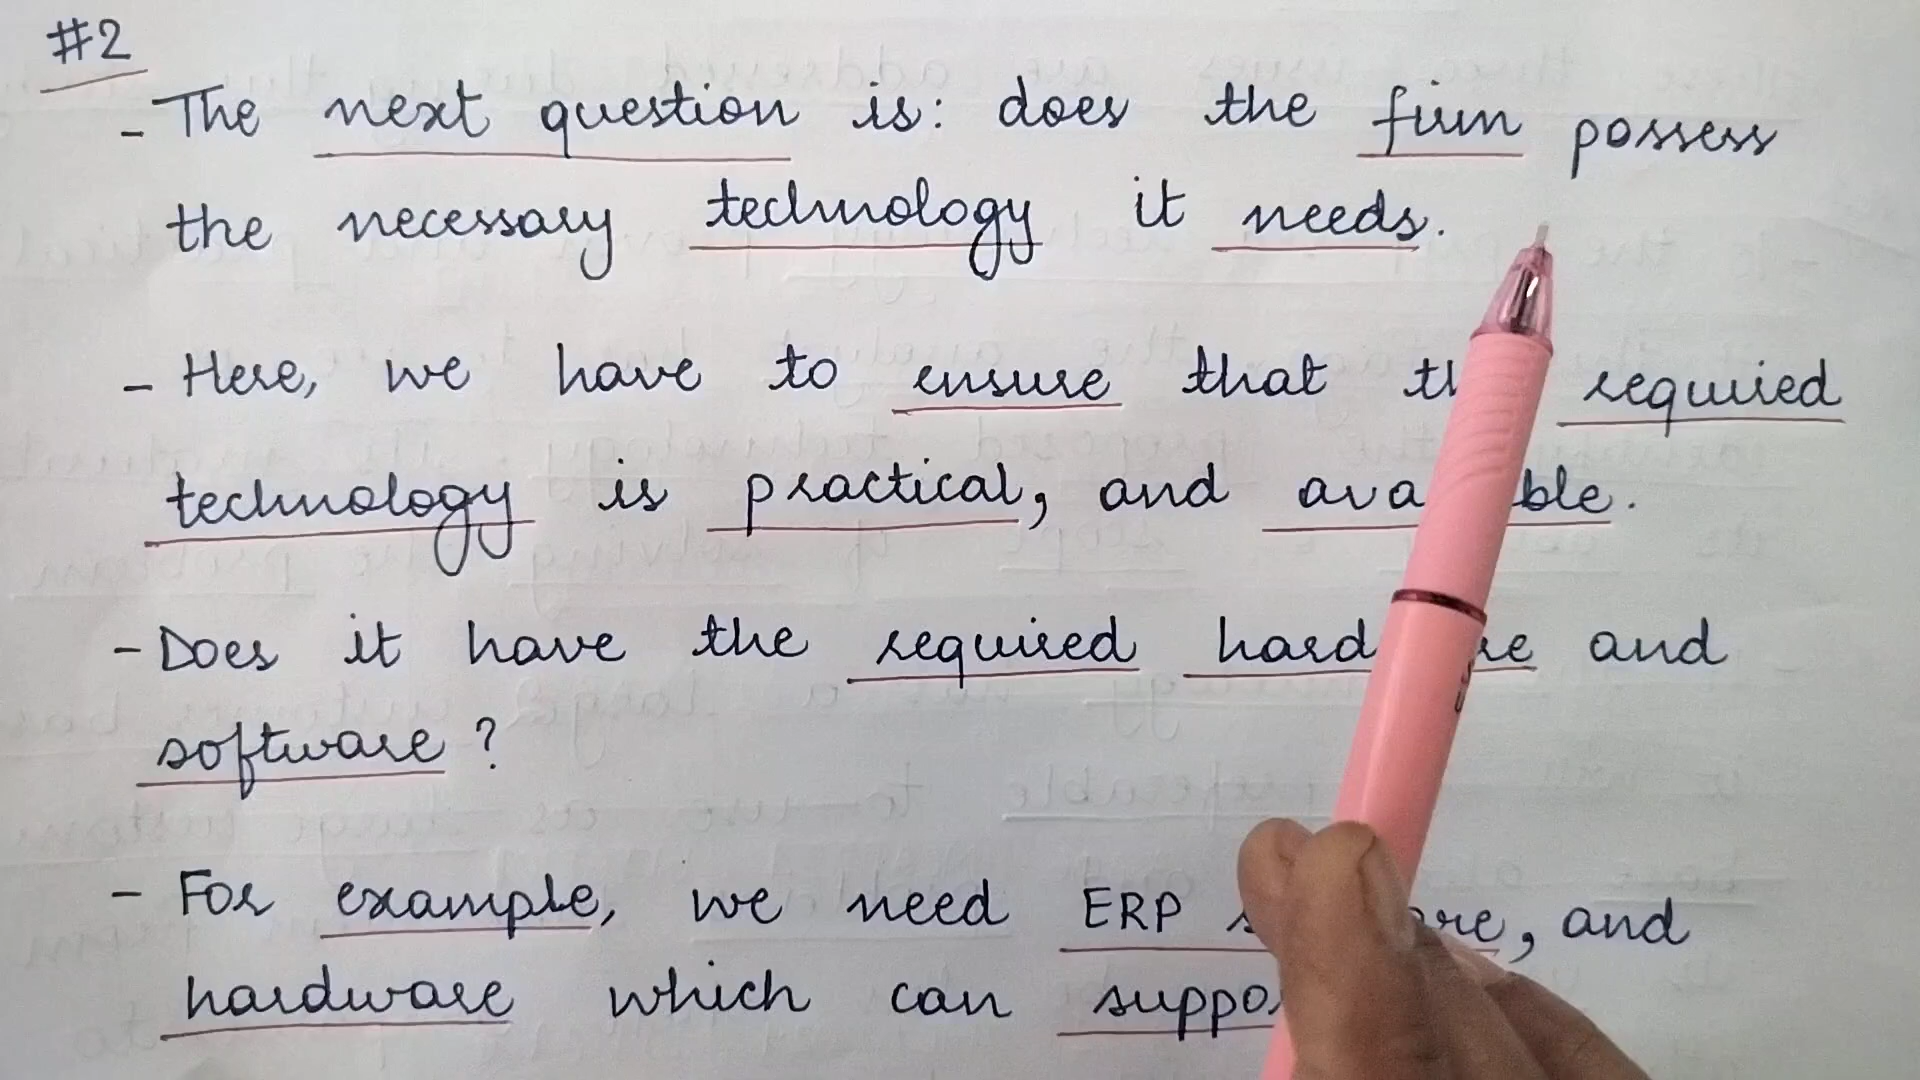 #2
- The next question is: does the firm possess
the necessary technology it needs.
- Here, we have to ensure that required
technology is practical, and
- Does it have the required and
software ?
- For example, we need ERP , and
hardware which can